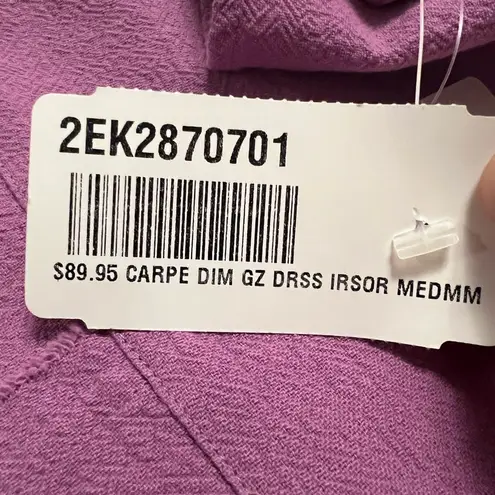 2EK2870701
$89.95 CARPE DIM GZ DRSS IRSOR MEDMM